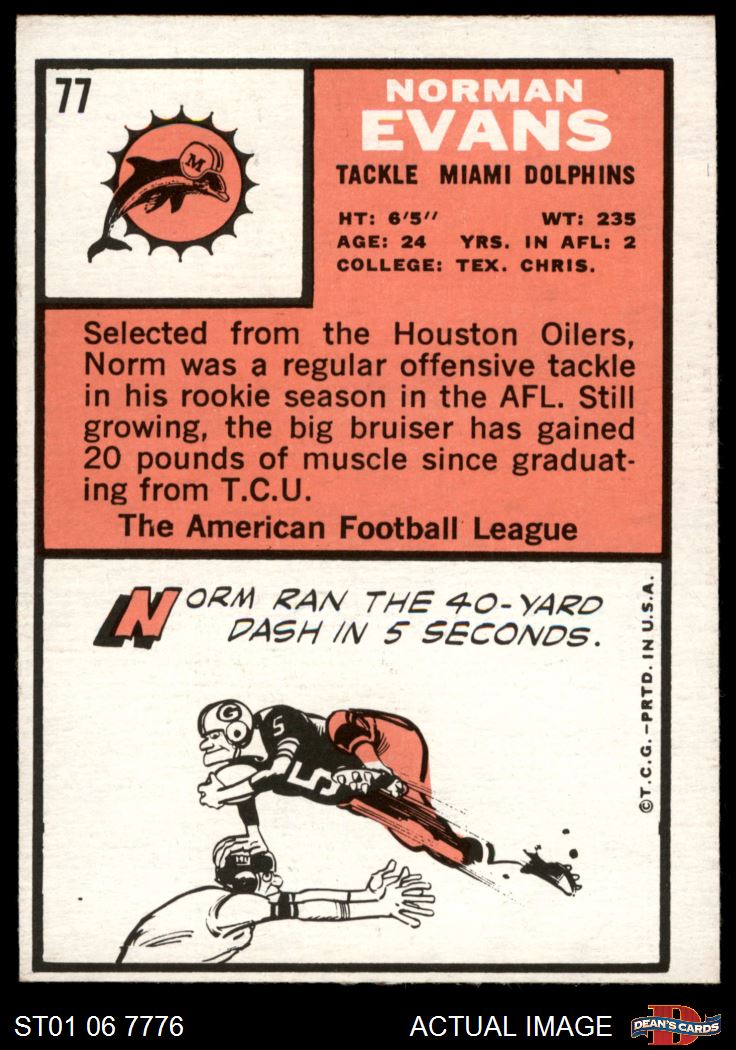 77
M
NORMAN
EVANS
TACKLE MIAMI DOLPHINS
HT: 6'5" WT: 235
AGE: 24 YRS. IN AFL: 2
COLLEGE: TEX. CHRIS.
Selected from the Houston Oilers,
Norm was a regular offensive tackle
in his rookie season in the AFL. Still
growing, the big bruiser has gained
20 pounds of muscle since graduat-
ing from T.C.U.
The American Football League
NORM RAN THE 40-YARD
DASH IN 5 SECONDS.
G
5
5
©T.C.G.-PRTD. IN U.S.A.
ST01 06 7776
ACTUAL IMAGE
D
DEAN'S CARDS